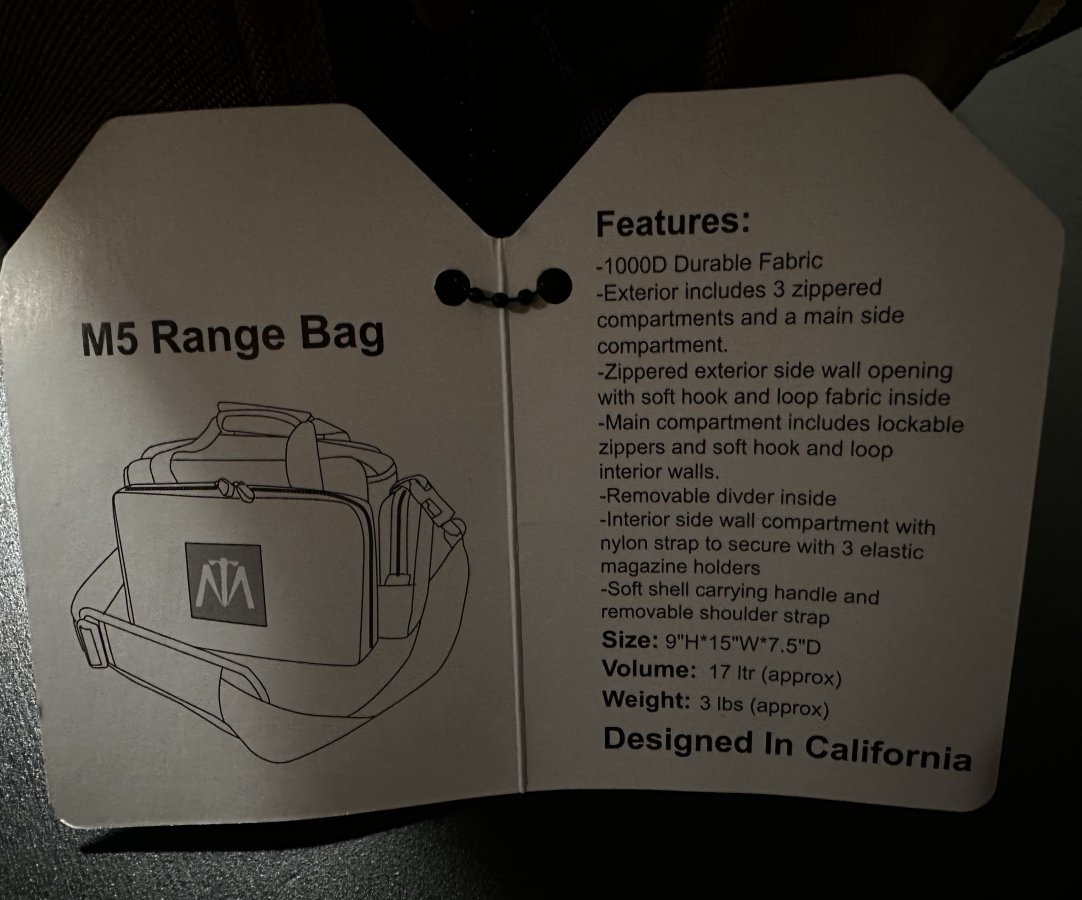 M5 Range Bag
Features:
-1000D Durable Fabric
-Exterior includes 3 zippered
compartments and a main side
compartment.
-Zippered exterior side wall opening
with soft hook and loop fabric inside
-Main compartment includes lockable
zippers and soft hook and loop
interior walls.
-Removable divder inside
-Interior side wall compartment with
nylon strap to secure with 3 elastic
magazine holders
-Soft shell carrying handle and
removable shoulder strap
Size: 9"H*15"W*7.5"D
Volume: 17 ltr (approx)
Weight: 3 lbs (approx)
Designed In California